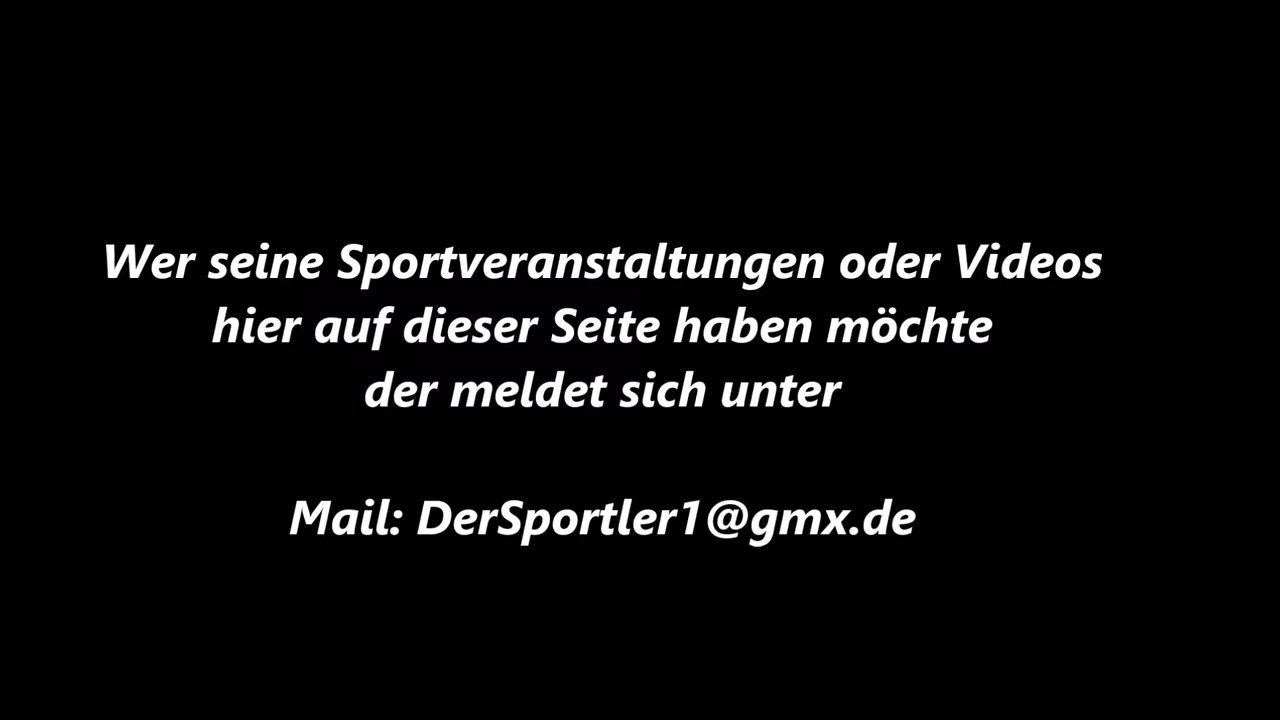 Wer seine Sportveranstaltungen oder Videos
hier auf dieser Seite haben möchte
der meldet sich unter
Mail: DerSportler1@gmx.de